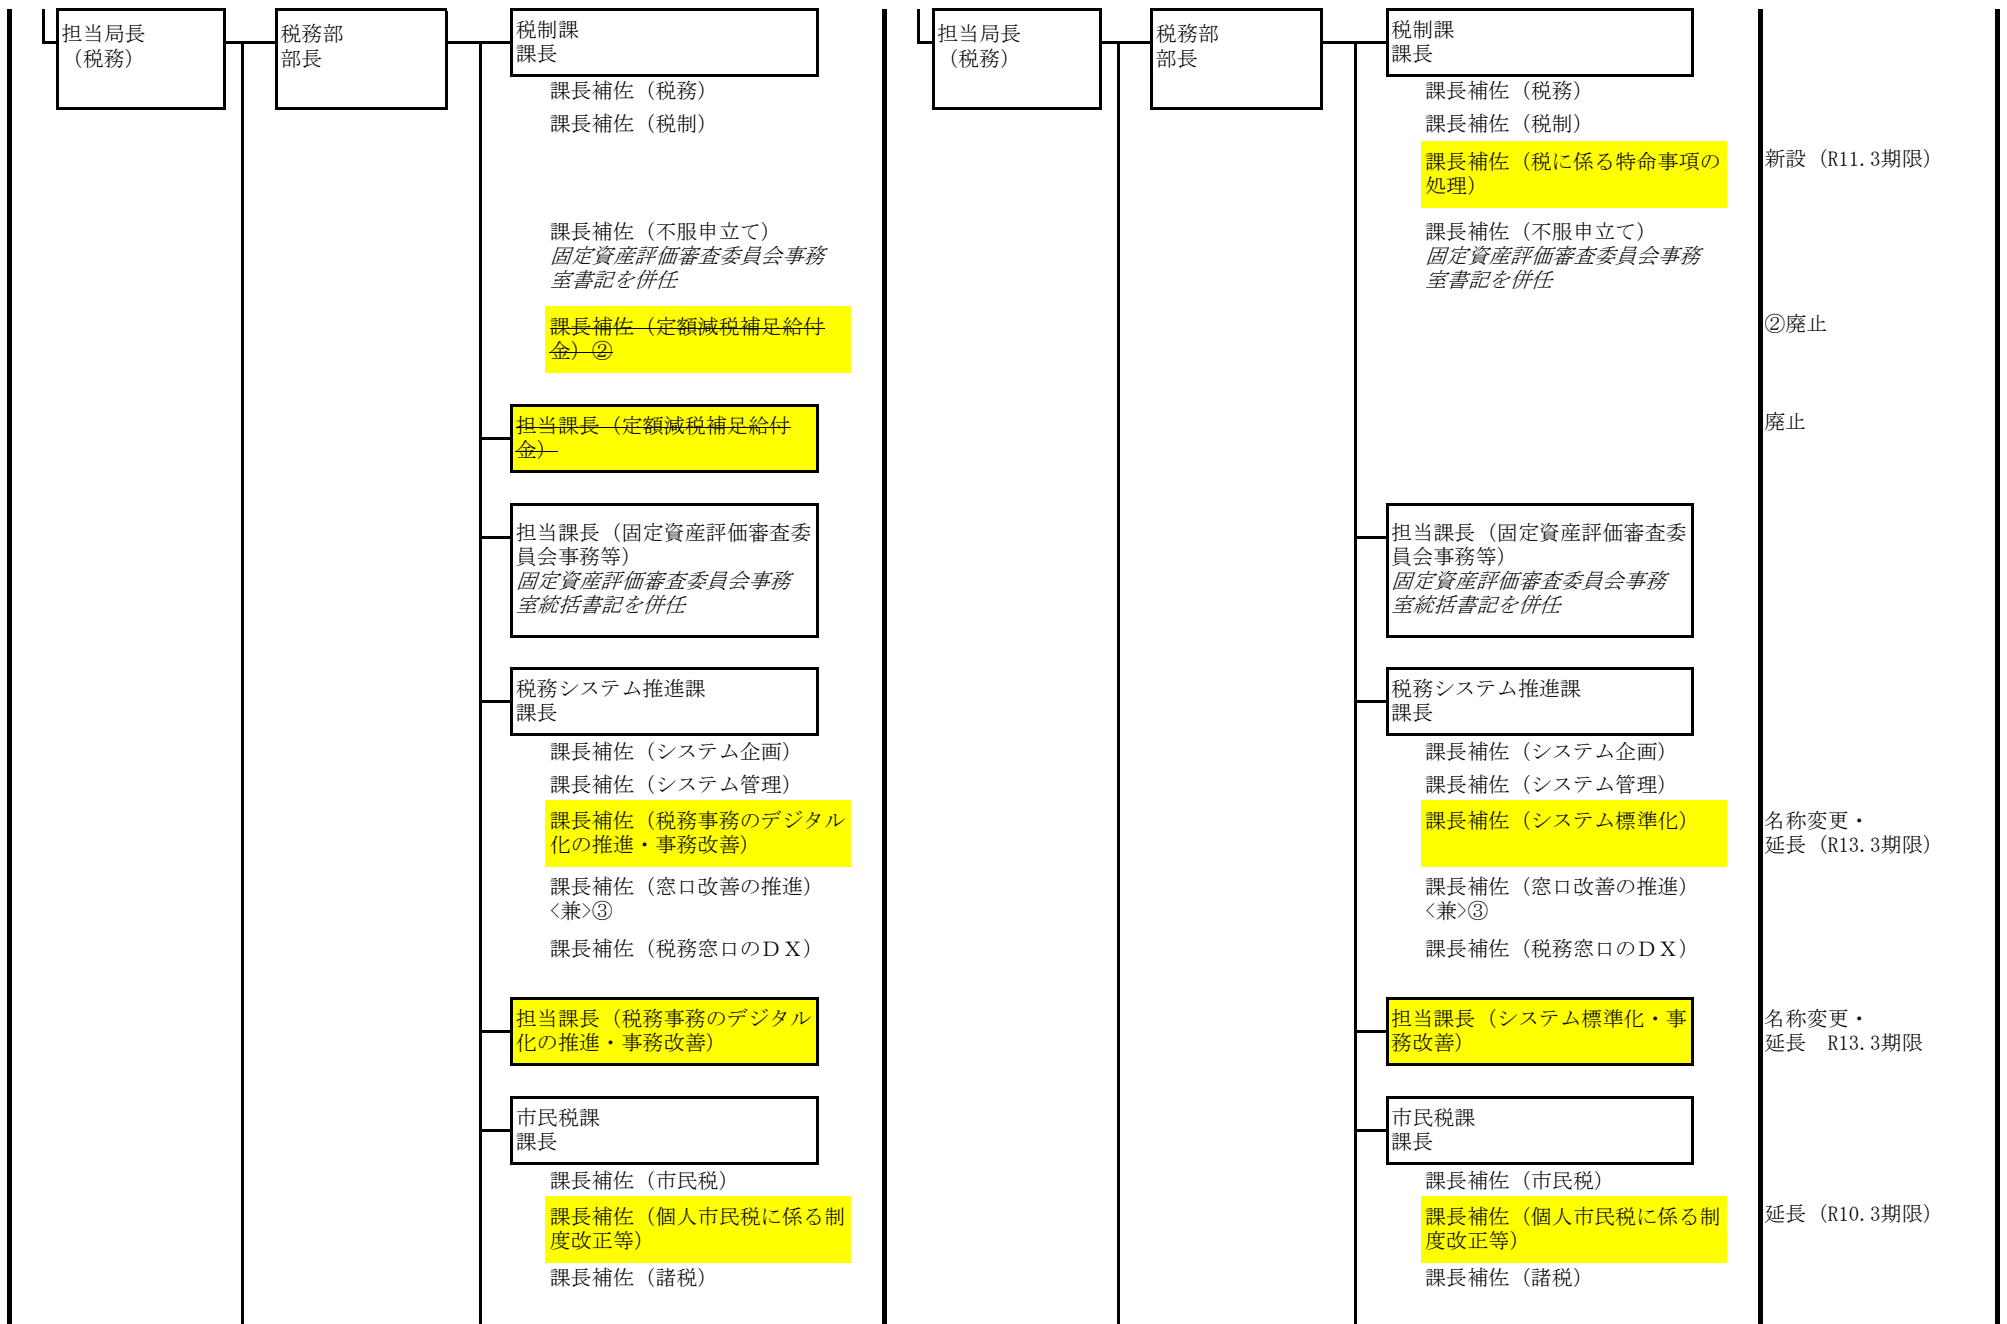 担当局長
（税務）
税務部
部長
税制課
課長
課長補佐（税務）
課長補佐（税制）
課長補佐（不服申立て）
固定資産評価審査委員会事務
室書記を併任
課長補佐（定額減税補足給付
金）②
担当課長（定額減税補足給付
金）
担当課長（固定資産評価審査委
員会事務等）
固定資産評価審査委員会事務
室統括書記を併任
税務システム推進課
課長
課長補佐（システム企画）
課長補佐（システム管理）
課長補佐（税務事務のデジタル
化の推進・事務改善）
課長補佐（窓口改善の推進）
<兼>③
課長補佐（税務窓口のＤＸ）
担当課長（税務事務のデジタル
化の推進・事務改善）
市民税課
課長
課長補佐（市民税）
課長補佐（個人市民税に係る制
度改正等）
課長補佐（諸税）
担当局長
（税務）
税務部
部長
税制課
課長
課長補佐（税務）
課長補佐（税制）
課長補佐（税に係る特命事項の
処理）
課長補佐（不服申立て）
固定資産評価審査委員会事務
室書記を併任
担当課長（固定資産評価審査委
員会事務等）
固定資産評価審査委員会事務
室統括書記を併任
税務システム推進課
課長
課長補佐（システム企画）
課長補佐（システム管理）
課長補佐（システム標準化）
課長補佐（窓口改善の推進）
<兼>③
課長補佐（税務窓口のＤＸ）
担当課長（システム標準化・事
務改善）
市民税課
課長
課長補佐（市民税）
課長補佐（個人市民税に係る制
度改正等）
課長補佐（諸税）
新設（R11.3期限）
②廃止
廃止
名称変更・
延長（R13.3期限）
名称変更・
延長　R13.3期限
延長（R10.3期限）